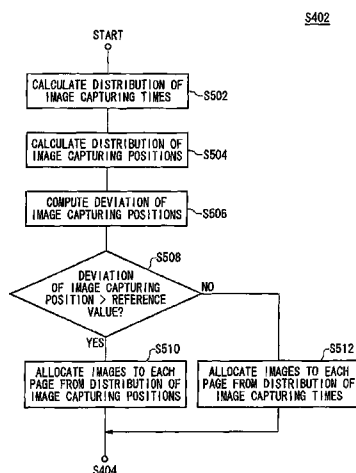 S402
START
CALCULATE DISTRIBUTION OF
IMAGE CAPTURING TIMES
S502
CALCULATE DISTRIBUTION OF
IMAGE CAPTURING POSITIONS
S504
COMPUTE DEVIATION OF
IMAGE CAPTURING POSITIONS
S506
S508
DEVIATION
OF IMAGE CAPTURING
POSITION > REFERENCE
VALUE?
NO
YES
S510
ALLOCATE IMAGES TO EACH
PAGE FROM DISTRIBUTION OF
IMAGE CAPTURING POSITIONS
S512
ALLOCATE IMAGES TO EACH
PAGE FROM DISTRIBUTION OF
IMAGE CAPTURING TIMES
S404